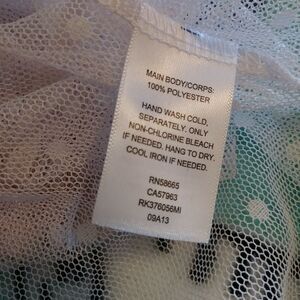 MAIN BODY/CORPS:
100% POLYESTER
HAND WASH COLD,
SEPARATELY. ONLY
NON-CHLORINE BLEACH
IF NEEDED. HANG TO DRY.
COOL IRON IF NEEDED.
RN58665
CA57963
RK376056MI
09A13